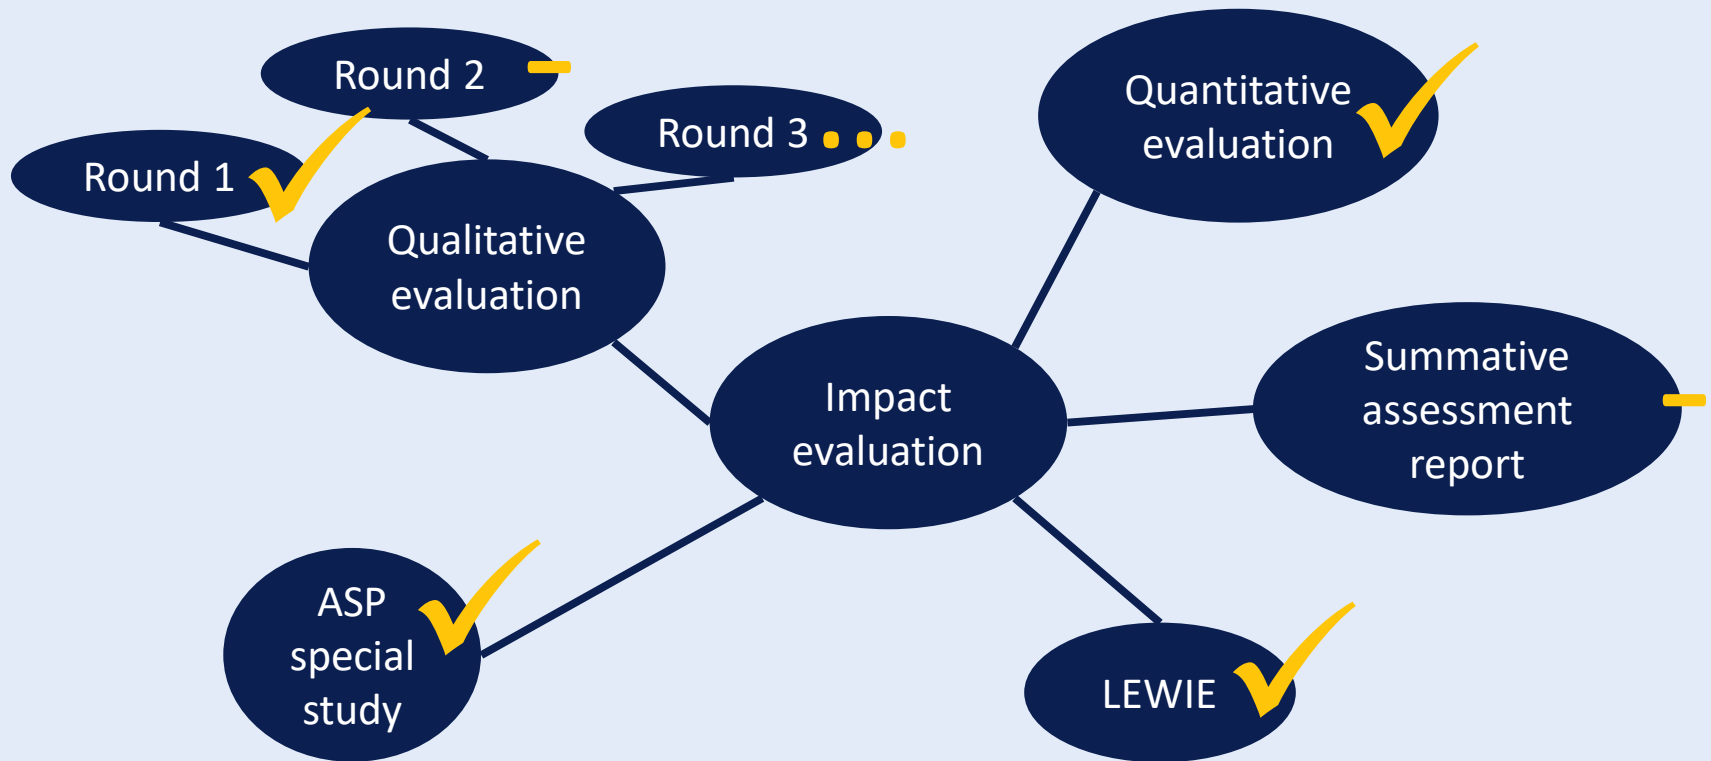 Round 2
Round 3
Round 1
Qualitative
evaluation
Quantitative
evaluation
Impact
evaluation
Summative
assessment
report
ASP
special
study
LEWIE